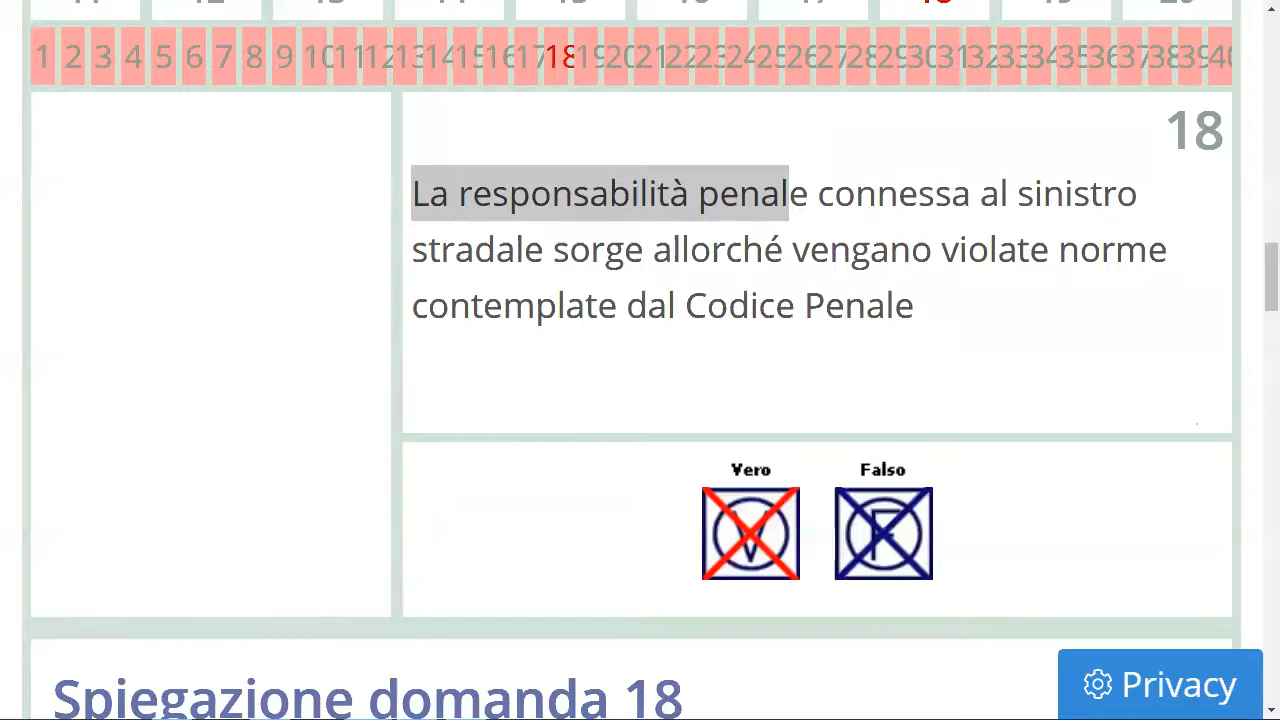 1 2 3 4 5 6 7 8 9 10 11 12 13 14 15 16 17 18 19 20 21 22 23 24 25 26 27 28 29 30 31 32 33 34 35 36 37 38 39 40
18
La responsabilità penale connessa al sinistro
stradale sorge allorché vengano violate norme
contemplate dal Codice Penale
Vero Falso
V F
Spiegazione domanda 18
Privacy